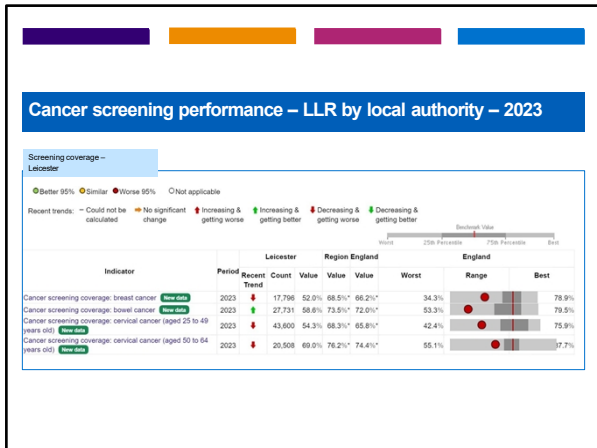 Cancer screening performance – LLR by local authority – 2023
Screening coverage –
Leicester
Better 95% Similar Worse 95% Not applicable
Recent trends: – Could not be calculated No significant change Increasing & getting worse Increasing & getting better Decreasing & getting worse Decreasing & getting better
Benchmark Value
Worst 25th Percentile 75th Percentile Best
Leicester Region England England
Indicator Period Recent Trend Count Value Value Value Worst Range Best
Cancer screening coverage: breast cancer New data 2023 17,796 52.0% 68.5%* 66.2%* 34.3% 78.9%
Cancer screening coverage: bowel cancer New data 2023 27,731 58.6% 73.5%* 72.0%* 53.3% 79.5%
Cancer screening coverage: cervical cancer (aged 25 to 49 years old) New data 2023 43,600 54.3% 68.3%* 65.8%* 42.4% 75.9%
Cancer screening coverage: cervical cancer (aged 50 to 64 years old) New data 2023 20,508 69.0% 76.2%* 74.4%* 55.1% 7.7%